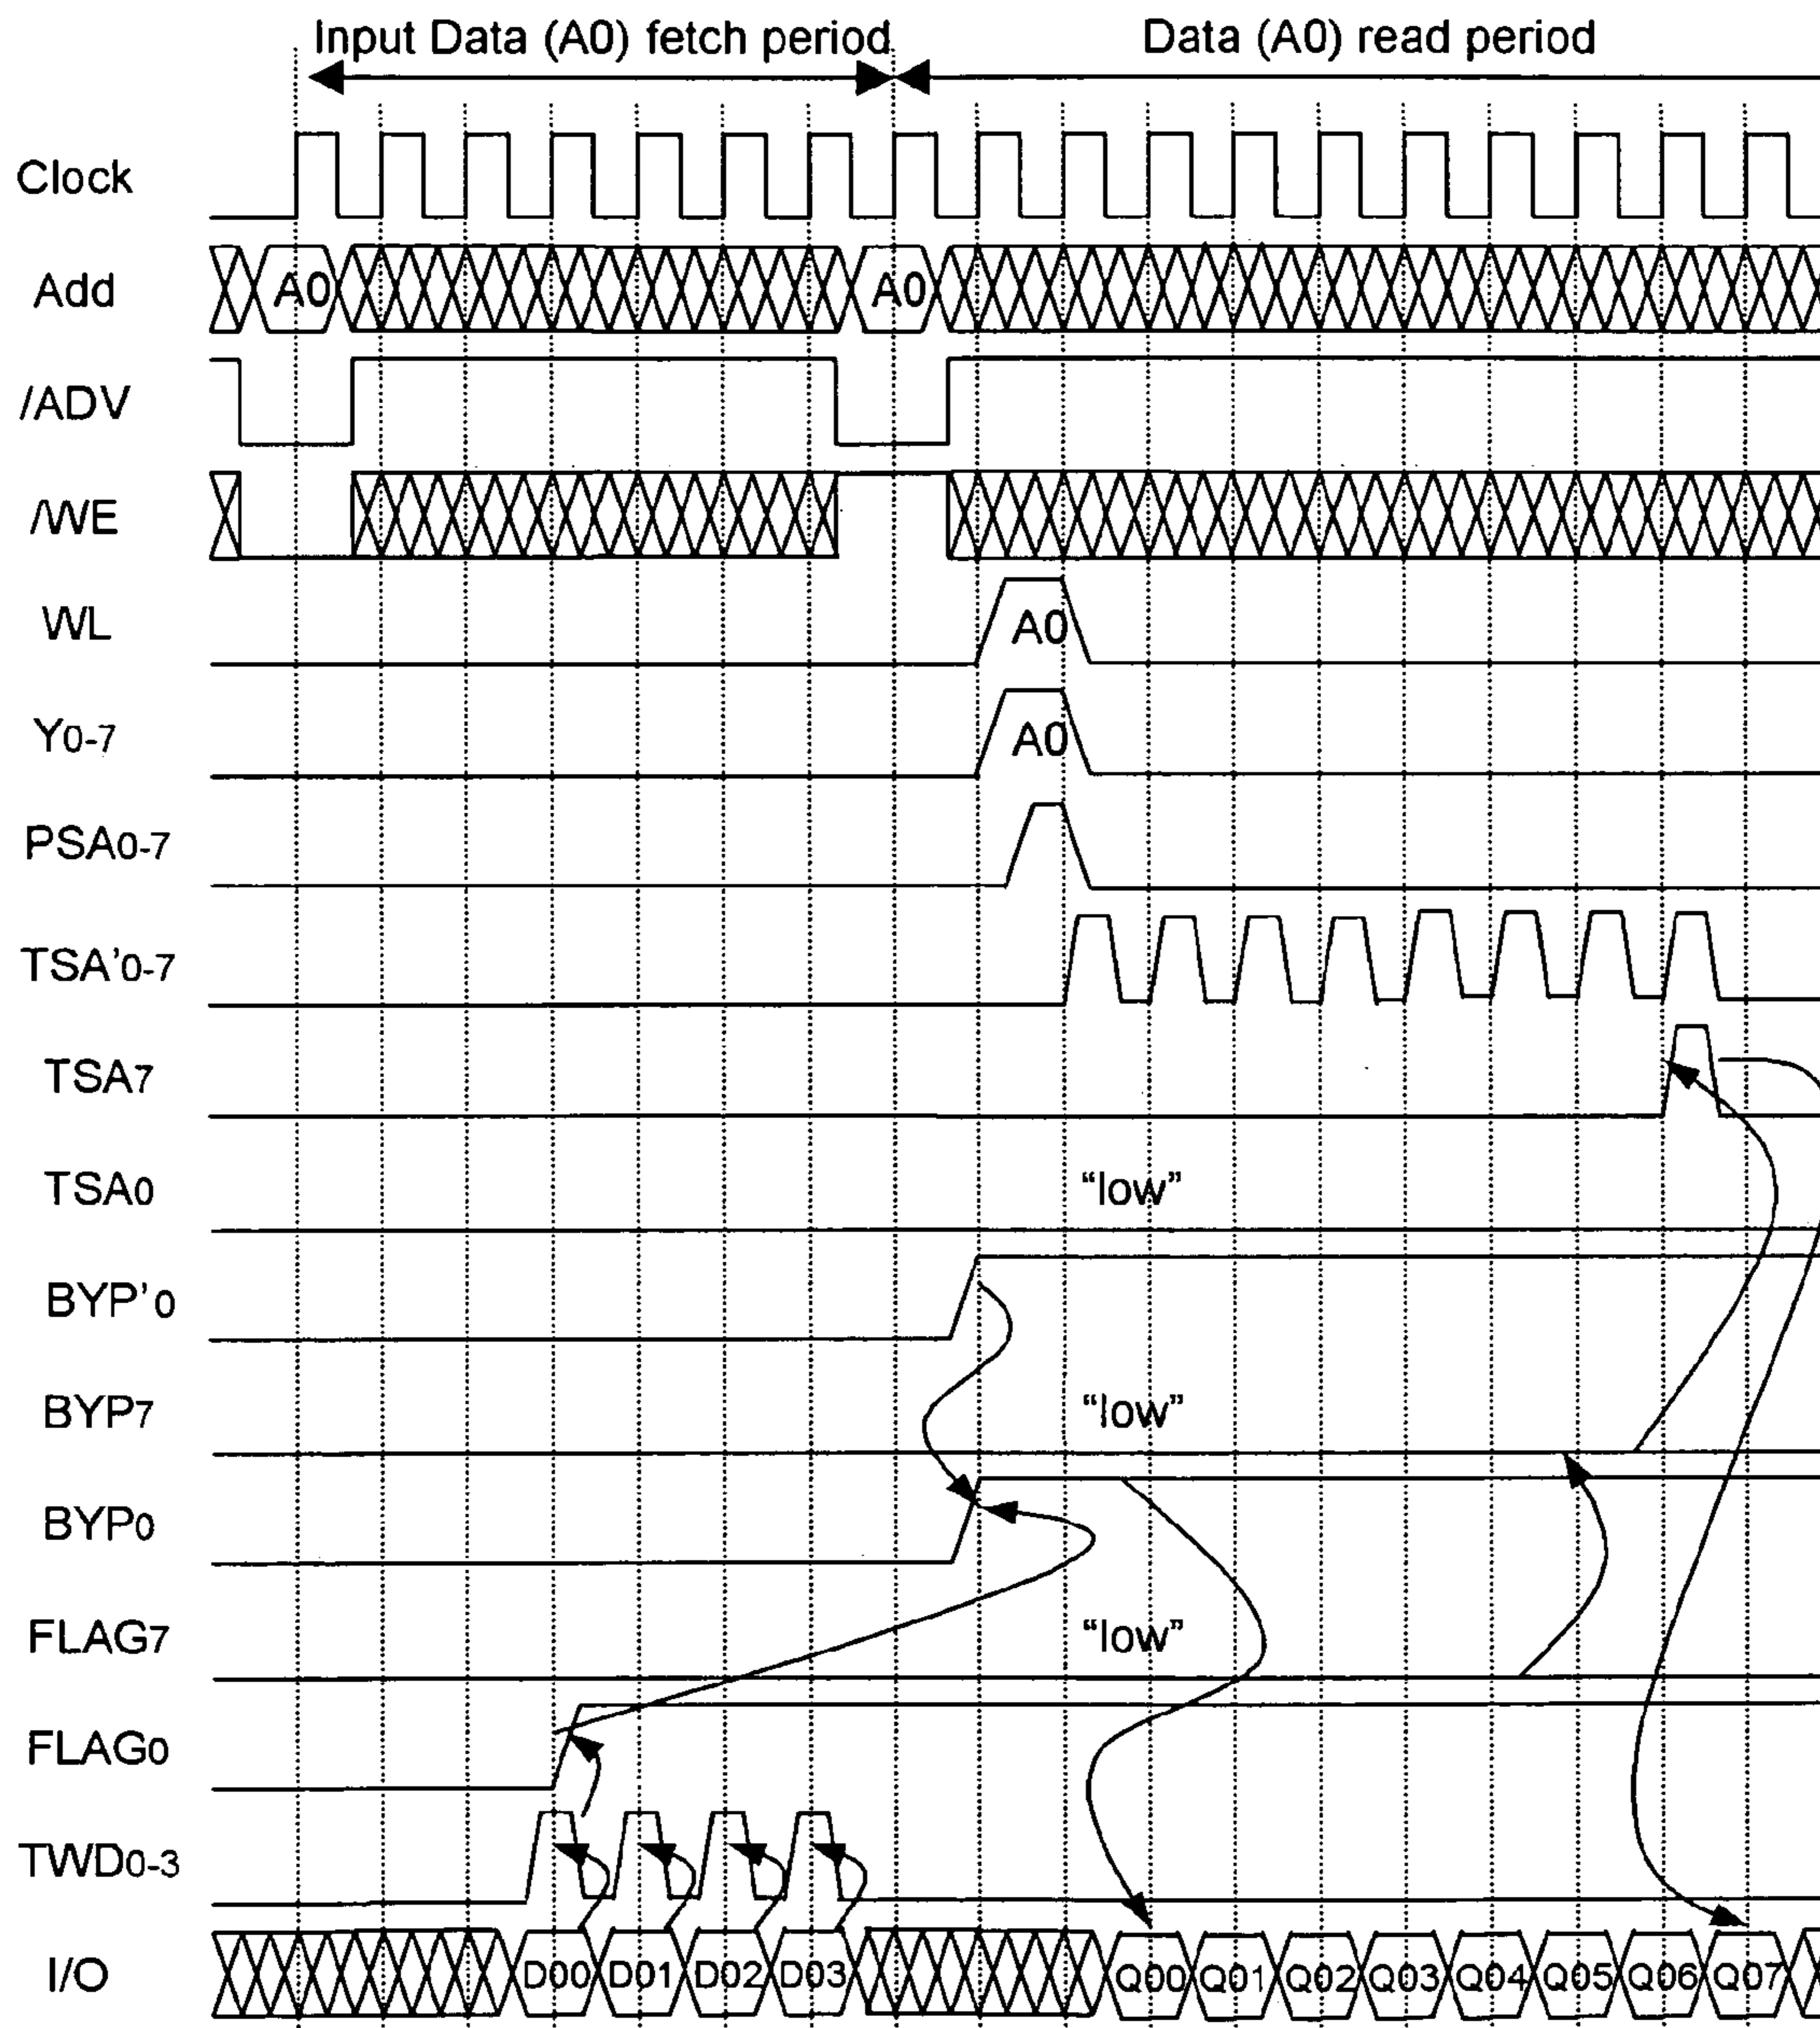 Input Data (A0) fetch period Data (A0) read period
Clock
Add A0 A0
/ADV
/WE
WL A0
Y0-7 A0
PSA0-7
TSA'0-7
TSA7
TSA0 “low”
BYP'0
BYP7 “low”
BYP0
FLAG7 “low”
FLAG0
TWD0-3
I/O D00 D01 D02 D03 Q00 Q01 Q02 Q03 Q04 Q05 Q06 Q07